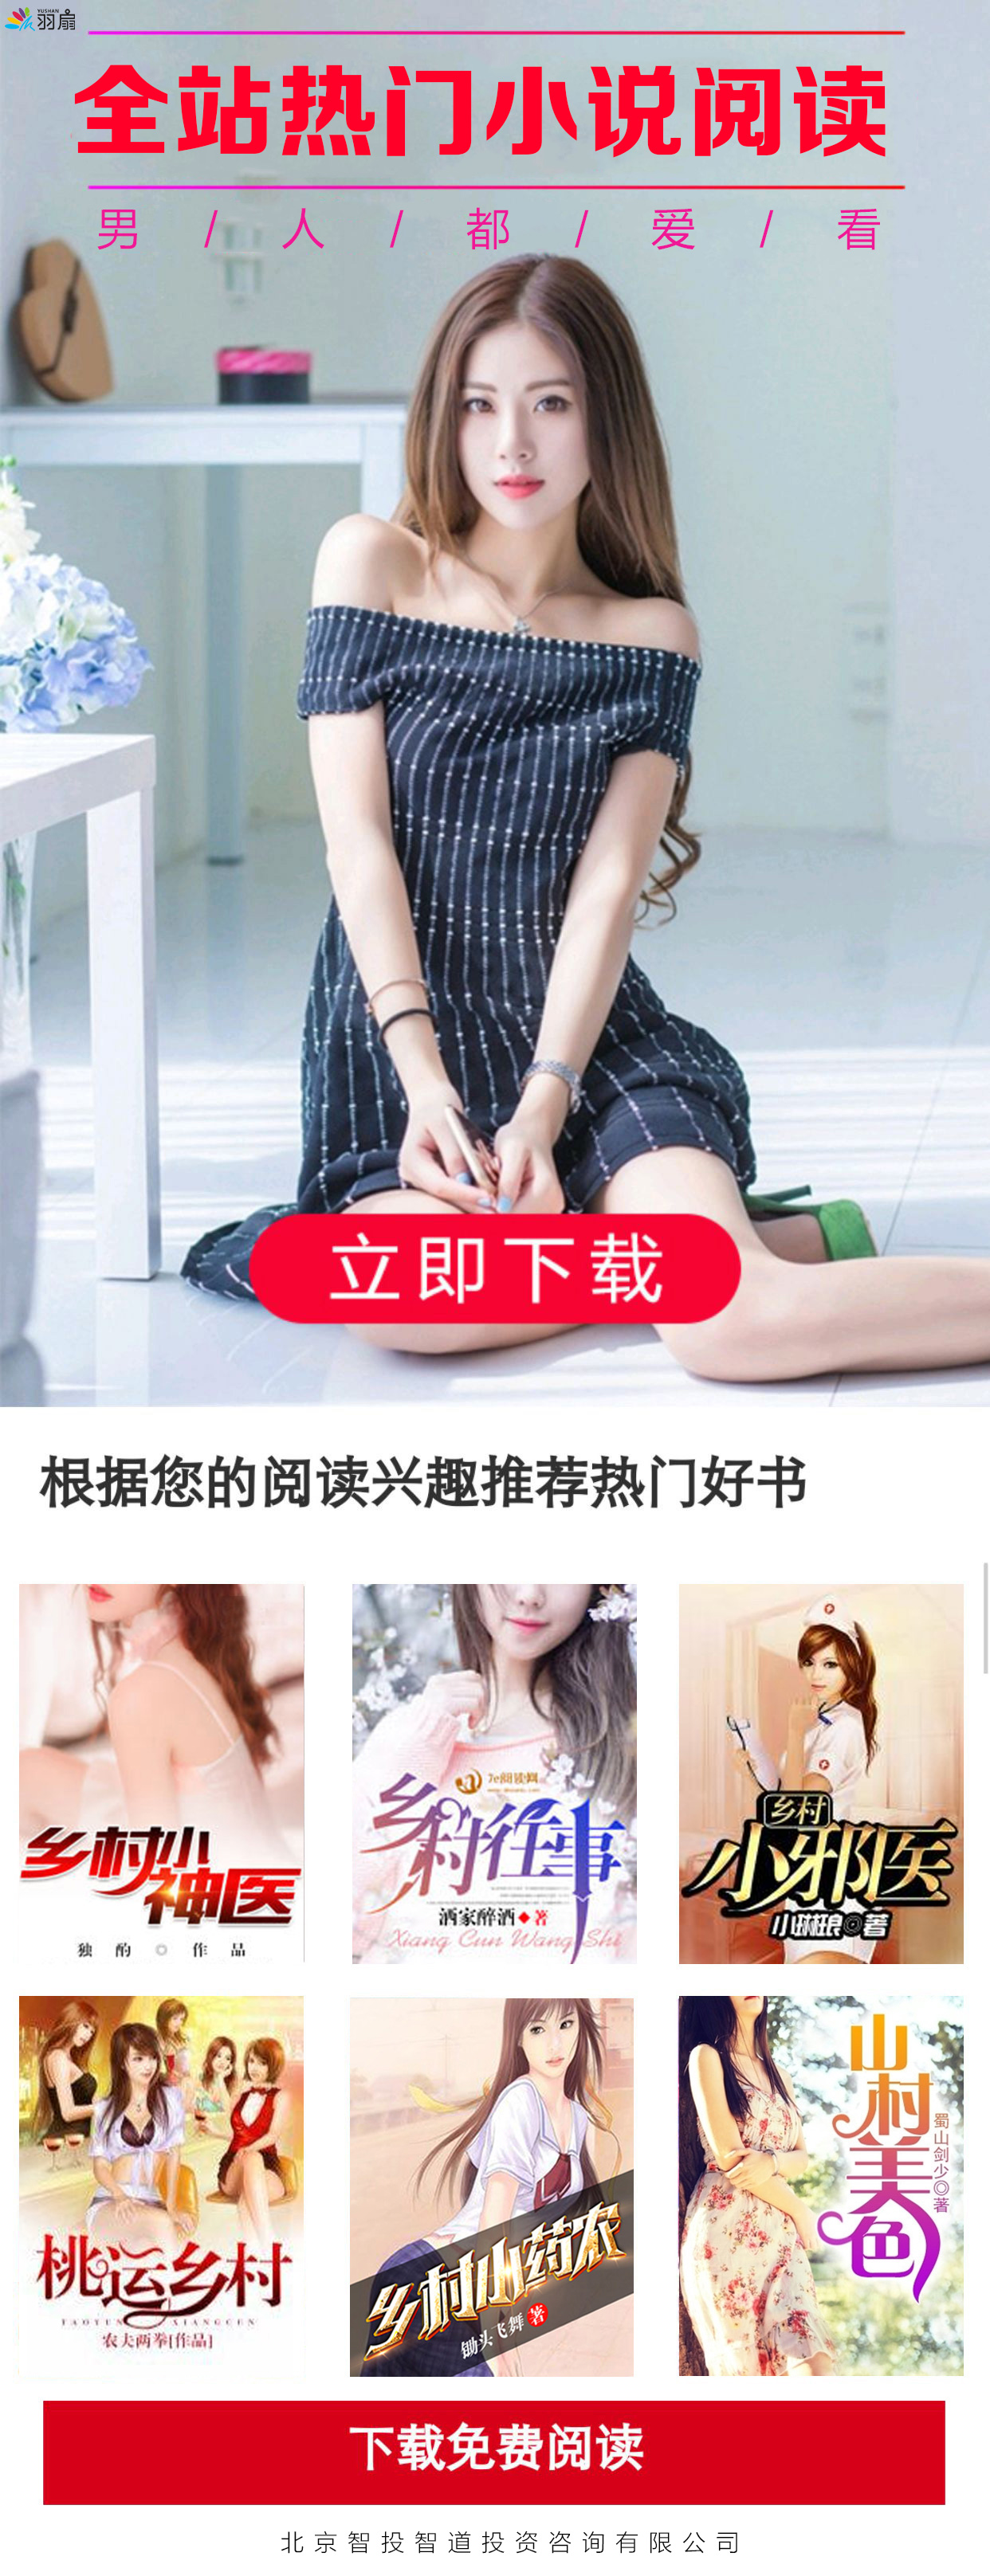 YUSHAN
羽扇
全站热门小说阅读
男 / 人 / 都 / 爱 / 看
立即下载
根据您的阅读兴趣推荐热门好书
乡村小
神医
独酌◎作品
7e阅读网
乡村往事
酒家醉酒◆著
Xiang Cun Wang Shi
乡村
小邪医
小琳琅◎著
桃运乡村
TAOYUN XIANGCUN
农夫两拳[作品]
乡村小药农
锄头飞舞 著
山村美色
蜀山剑少◎著
下载免费阅读
北京智投智道投资咨询有限公司